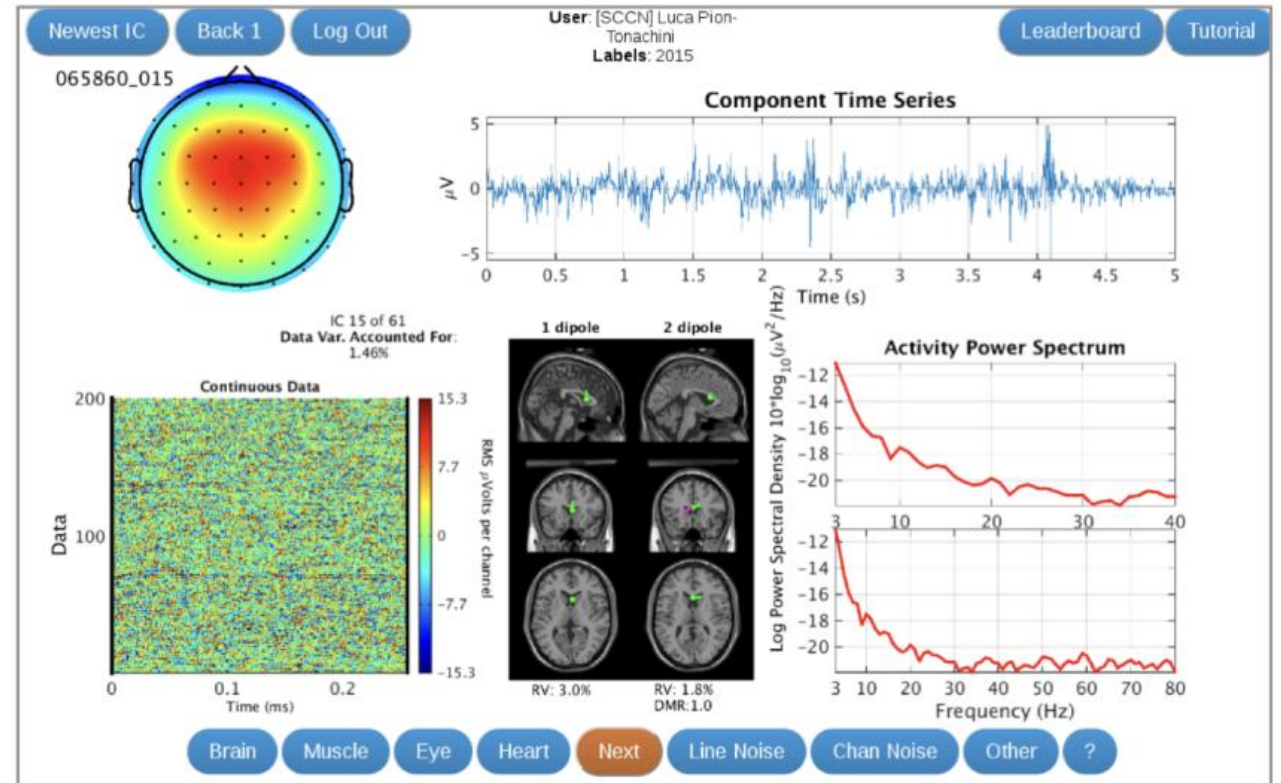 Newest IC
Back 1
Log Out
User: [SCCN] Luca Pion-
Tonachini
Labels: 2015
Leaderboard
Tutorial
065860_015
Component Time Series
5
0
-5
μV
0 0.5 1 1.5 2 2.5 3 3.5 4 4.5 5
Time (s)
IC 15 of 61
Data Var. Accounted For:
1.46%
Continuous Data
200
100
Data
0 0.1 0.2
Time (ms)
15.3
7.7
0
-7.7
-15.3
RMS μVolts per channel
1 dipole
2 dipole
RV: 3.0%
RV: 1.8%
DMR:1.0
Activity Power Spectrum
Log Power Spectral Density 10*log10(μV2/Hz)
-12
-14
-16
-18
-20
3 10 20 30 40
-12
-14
-16
-18
-20
3 10 20 30 40 50 60 70 80
Frequency (Hz)
Brain
Muscle
Eye
Heart
Next
Line Noise
Chan Noise
Other
?